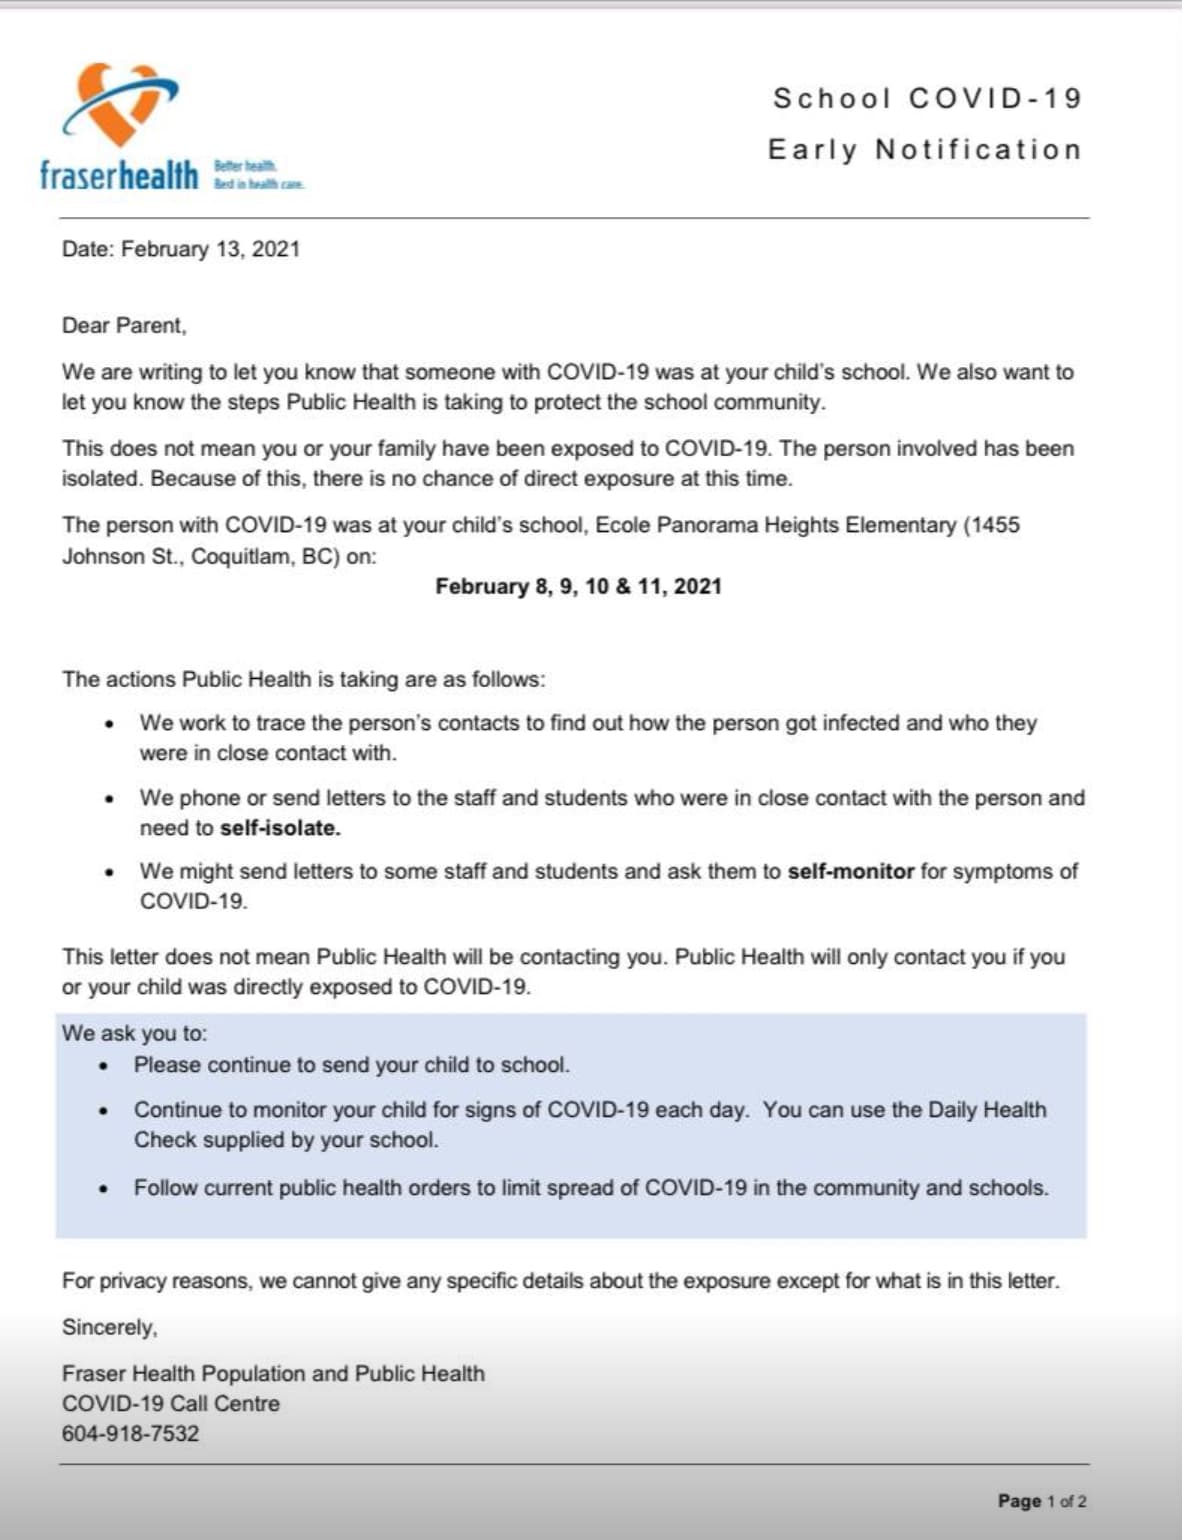 School COVID-19
Early Notification
fraserhealth
Better health.
Best in health care.
Date: February 13, 2021
Dear Parent,
We are writing to let you know that someone with COVID-19 was at your child's school. We also want to
let you know the steps Public Health is taking to protect the school community.
This does not mean you or your family have been exposed to COVID-19. The person involved has been
isolated. Because of this, there is no chance of direct exposure at this time.
The person with COVID-19 was at your child's school, Ecole Panorama Heights Elementary (1455
Johnson St., Coquitlam, BC) on:
February 8, 9, 10 & 11, 2021
The actions Public Health is taking are as follows:
• We work to trace the person's contacts to find out how the person got infected and who they
were in close contact with.
• We phone or send letters to the staff and students who were in close contact with the person and
need to self-isolate.
• We might send letters to some staff and students and ask them to self-monitor for symptoms of
COVID-19.
This letter does not mean Public Health will be contacting you. Public Health will only contact you if you
or your child was directly exposed to COVID-19.
We ask you to:
• Please continue to send your child to school.
• Continue to monitor your child for signs of COVID-19 each day. You can use the Daily Health
Check supplied by your school.
• Follow current public health orders to limit spread of COVID-19 in the community and schools.
For privacy reasons, we cannot give any specific details about the exposure except for what is in this letter.
Sincerely,
Fraser Health Population and Public Health
COVID-19 Call Centre
604-918-7532
Page 1 of 2